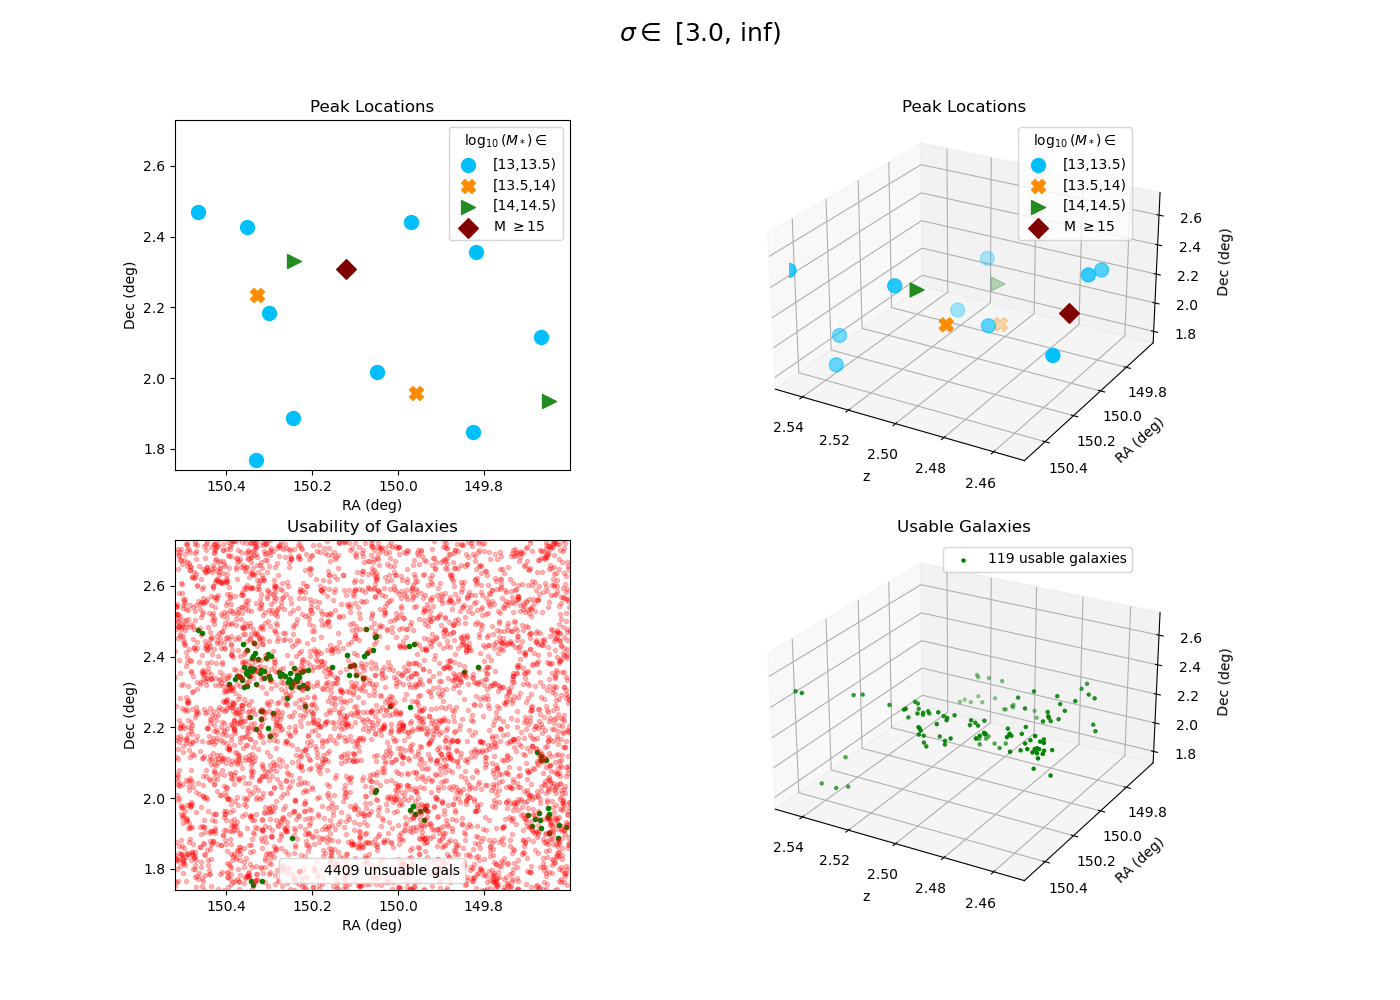 σ ∈ [3.0, inf)
Peak Locations
log₁₀(M*) ∈
[13,13.5)
[13.5,14)
[14,14.5)
M ≥15
2.6
2.4
2.2
2.0
1.8
Dec (deg)
150.4 150.2 150.0 149.8
RA (deg)
Peak Locations
log₁₀(M*) ∈
[13,13.5)
[13.5,14)
[14,14.5)
M ≥15
2.6
2.4
2.2
2.0
1.8
Dec (deg)
2.54 2.52 2.50 2.48 2.46
z
149.8
150.0
150.2
150.4
RA (deg)
Usability of Galaxies
2.6
2.4
2.2
2.0
1.8
Dec (deg)
4409 unsuable gals
150.4 150.2 150.0 149.8
RA (deg)
Usable Galaxies
119 usable galaxies
2.6
2.4
2.2
2.0
1.8
Dec (deg)
2.54 2.52 2.50 2.48 2.46
z
149.8
150.0
150.2
150.4
RA (deg)